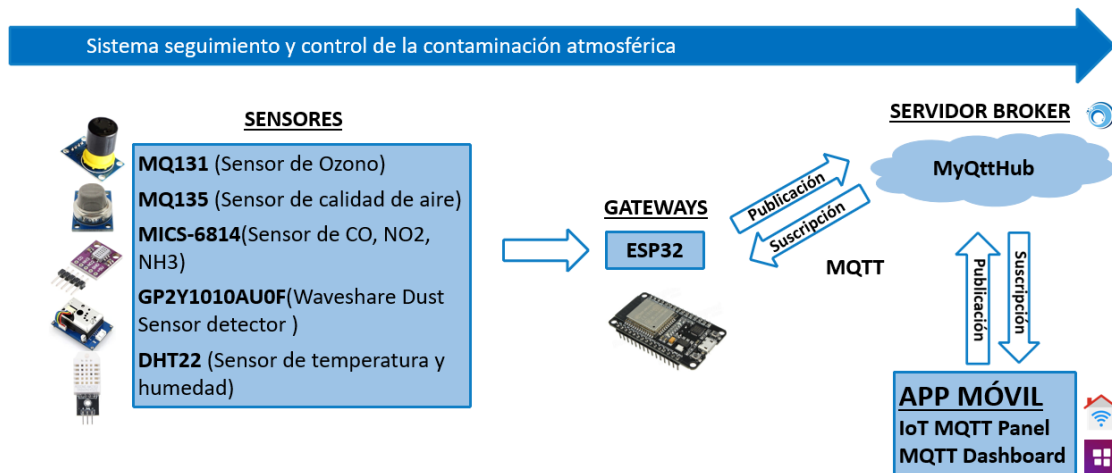 Sistema seguimiento y control de la contaminación atmosférica
SENSORES
MQ131 (Sensor de Ozono)
MQ135 (Sensor de calidad de aire)
MICS-6814(Sensor de CO, NO2,
NH3)
GP2Y1010AU0F(Waveshare Dust
Sensor detector )
DHT22 (Sensor de temperatura y
humedad)
GATEWAYS
ESP32
Publicación
Suscripción
MQTT
SERVIDOR BROKER
MyQttHub
Publicación
Suscripción
APP MÓVIL
IoT MQTT Panel
MQTT Dashboard